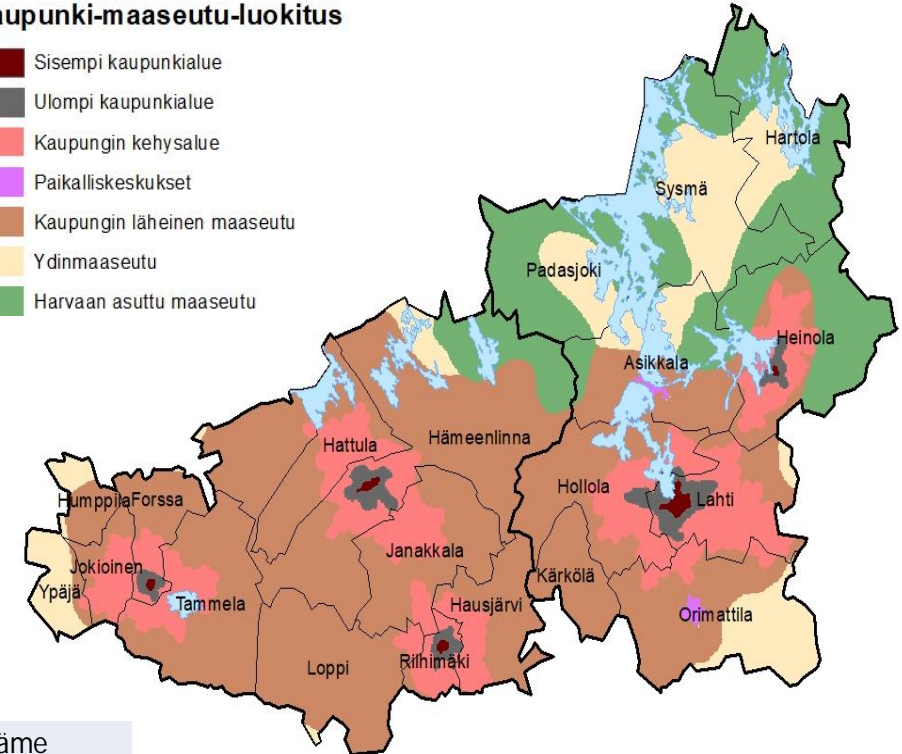 aupunki-maaseutu-luokitus
Sisempi kaupunkialue
Ulompi kaupunkialue
Kaupungin kehysalue
Paikalliskeskukset
Kaupungin läheinen maaseutu
Ydinmaaseutu
Harvaan asuttu maaseutu
Hartola
Sysmä
Padasjoki
Heinola
Asikkala
Hattula
Hämeenlinna
Hollola
Lahti
Humppila
Forssa
Janakkala
Jokioinen
Kärkölä
Ypäjä
Tammela
Hausjärvi
Orimattila
Riihimäki
Loppi
äme